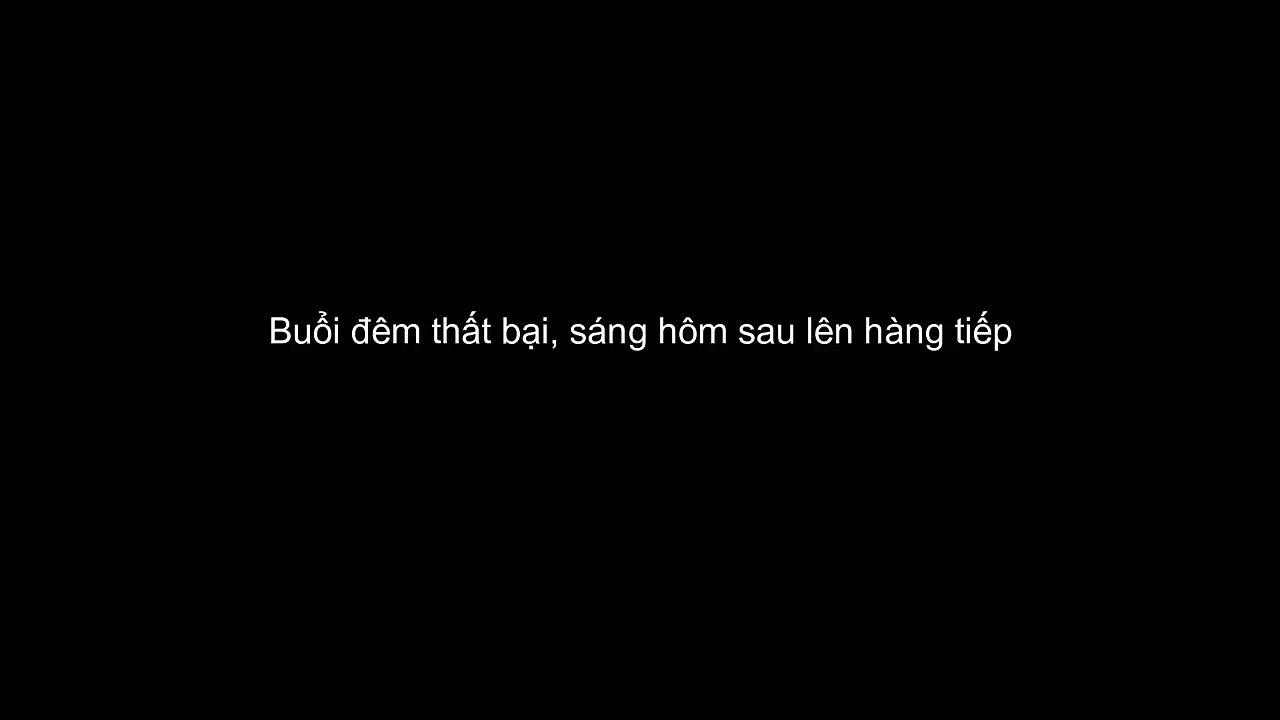 Buổi đêm thất bại, sáng hôm sau lên hàng tiếp